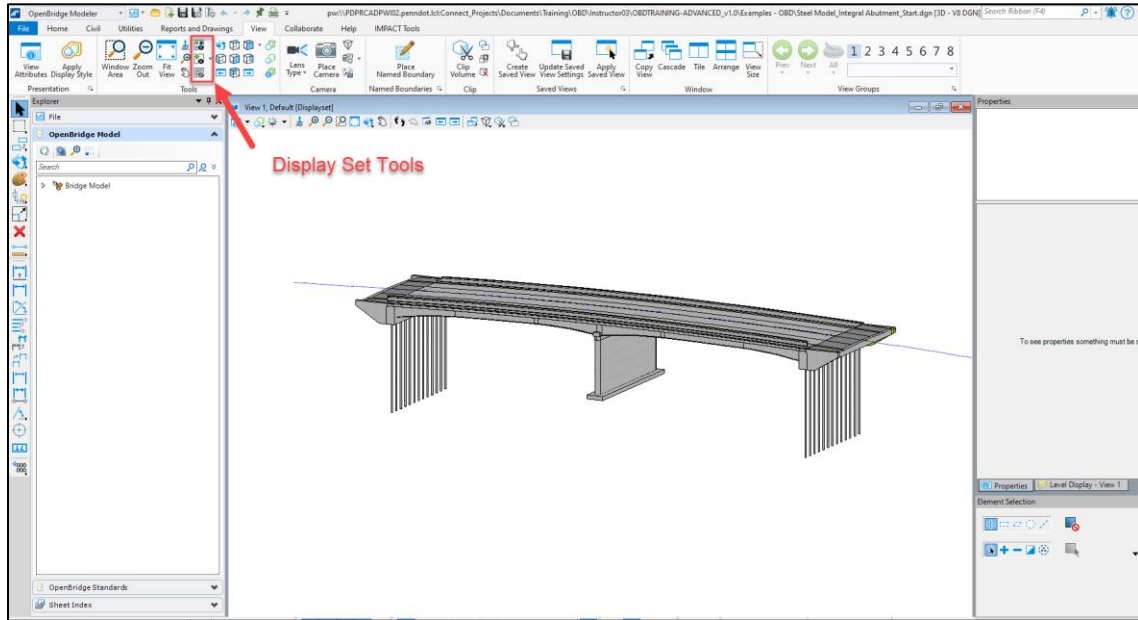 OpenBridge Modeler
pw:\\PDPRCADPWI02.penndot.lcl:Connect_Projects\Documents\Training\OBD\Instructor03\OBDTRAINING-ADVANCED_v1.0\Examples - OBD\Steel Model_Integral Abutment_Start.dgn [3D - V8 DGN]
Search Ribbon (F4)
File Home Civil Utilities Reports and Drawings View Collaborate Help IMPACT Tools
View Attributes
Apply Display Style
Window Area
Zoom Out
Fit View
Lens Type
Place Camera
Place Named Boundary
Clip Volume
Create Saved View
Update Saved View Settings
Apply Saved View
Copy View
Cascade
Tile
Arrange
View Size
Prev
Next
All
1 2 3 4 5 6 7 8
Presentation
Tools
Camera
Named Boundaries
Clip
Saved Views
Window
View Groups
Explorer
File
OpenBridge Model
Search
Bridge Model
View 1, Default [Displayset]
Display Set Tools
Properties
To see properties something must be s
Properties
Level Display - View 1
Element Selection
OpenBridge Standards
Sheet Index